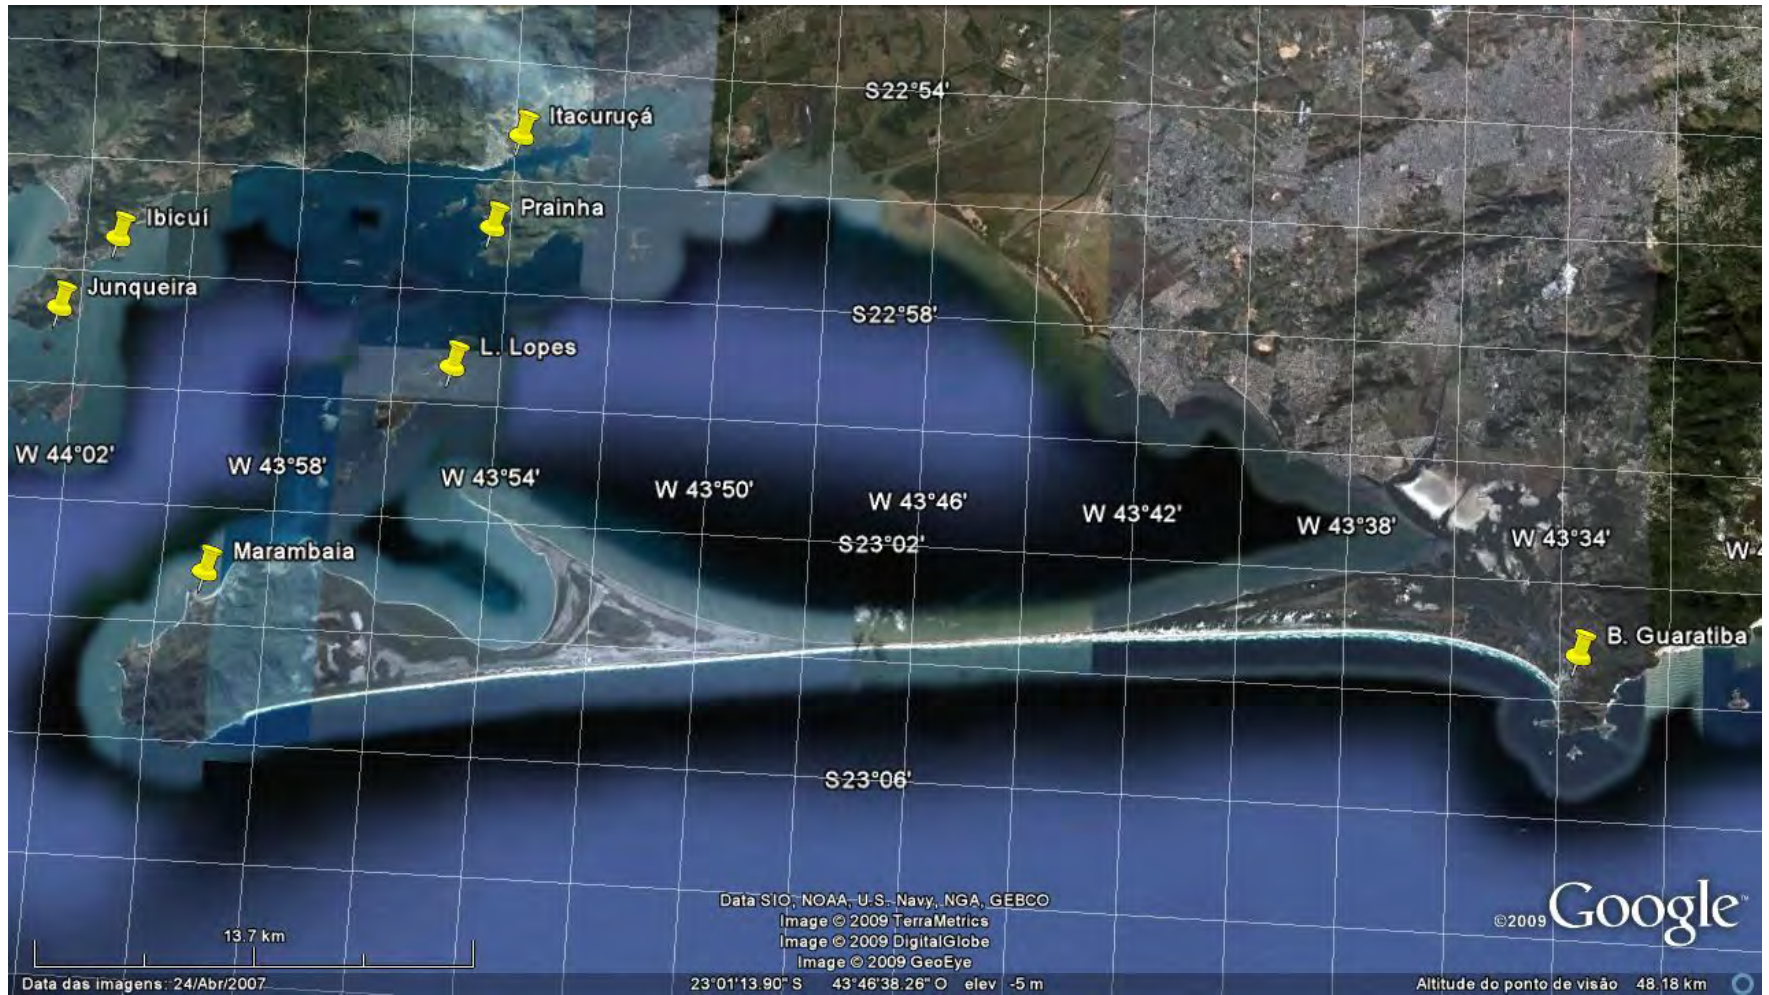 S22°54'
Itacuruçá
Prainha
Ibicuí
Junqueira
S22°58'
L. Lopes
W 44°02'
W 43°58'
W 43°54'
W 43°50'
W 43°46'
W 43°42'
W 43°38'
W 43°34'
S23°02'
Marambaia
B. Guaratiba
S23°06'
Data SIO, NOAA, U.S. Navy, NGA, GEBCO
Image © 2009 TerraMetrics
Image © 2009 DigitalGlobe
Image © 2009 GeoEye
©2009 Google™
13.7 km
Data das imagens: 24/Abr/2007
23°01'13.90" S 43°46'38.26" O elev -5 m
Altitude do ponto de visão 48.18 km